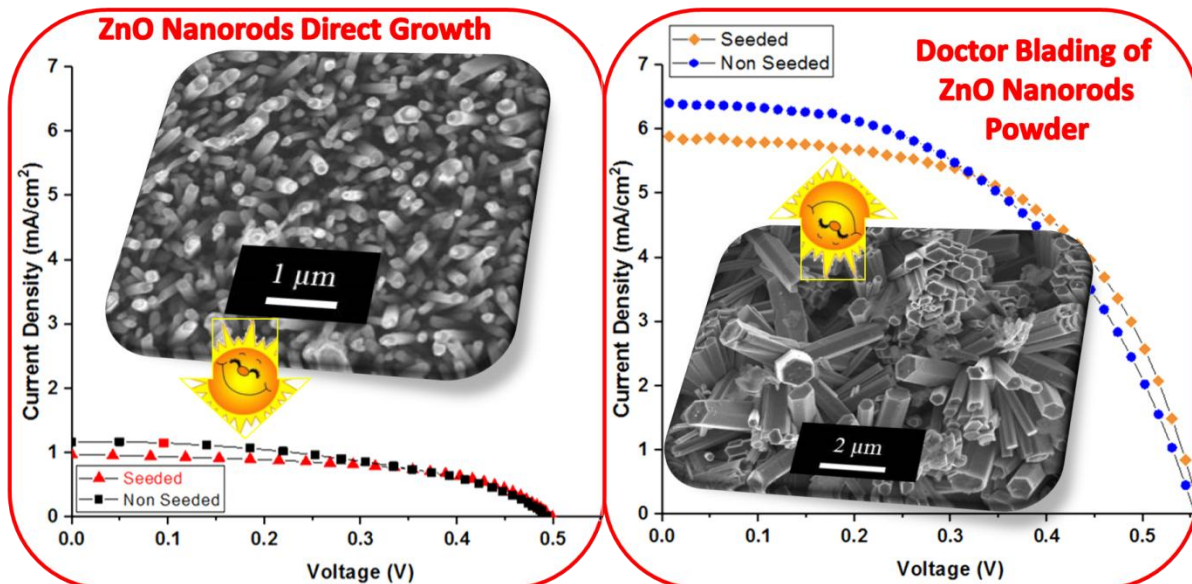 ZnO Nanorods Direct Growth
Current Density (mA/cm²)
7
6
5
4
3
2
1
0
1 µm
Seeded
Non Seeded
0.0
0.1
0.2
0.3
0.4
0.5
Voltage (V)
Seeded
Non Seeded
Doctor Blading of
ZnO Nanorods
Powder
Current Density (mA/cm²)
7
6
5
4
3
2
1
0
2 µm
0.0
0.1
0.2
0.3
0.4
0.5
Voltage (V)